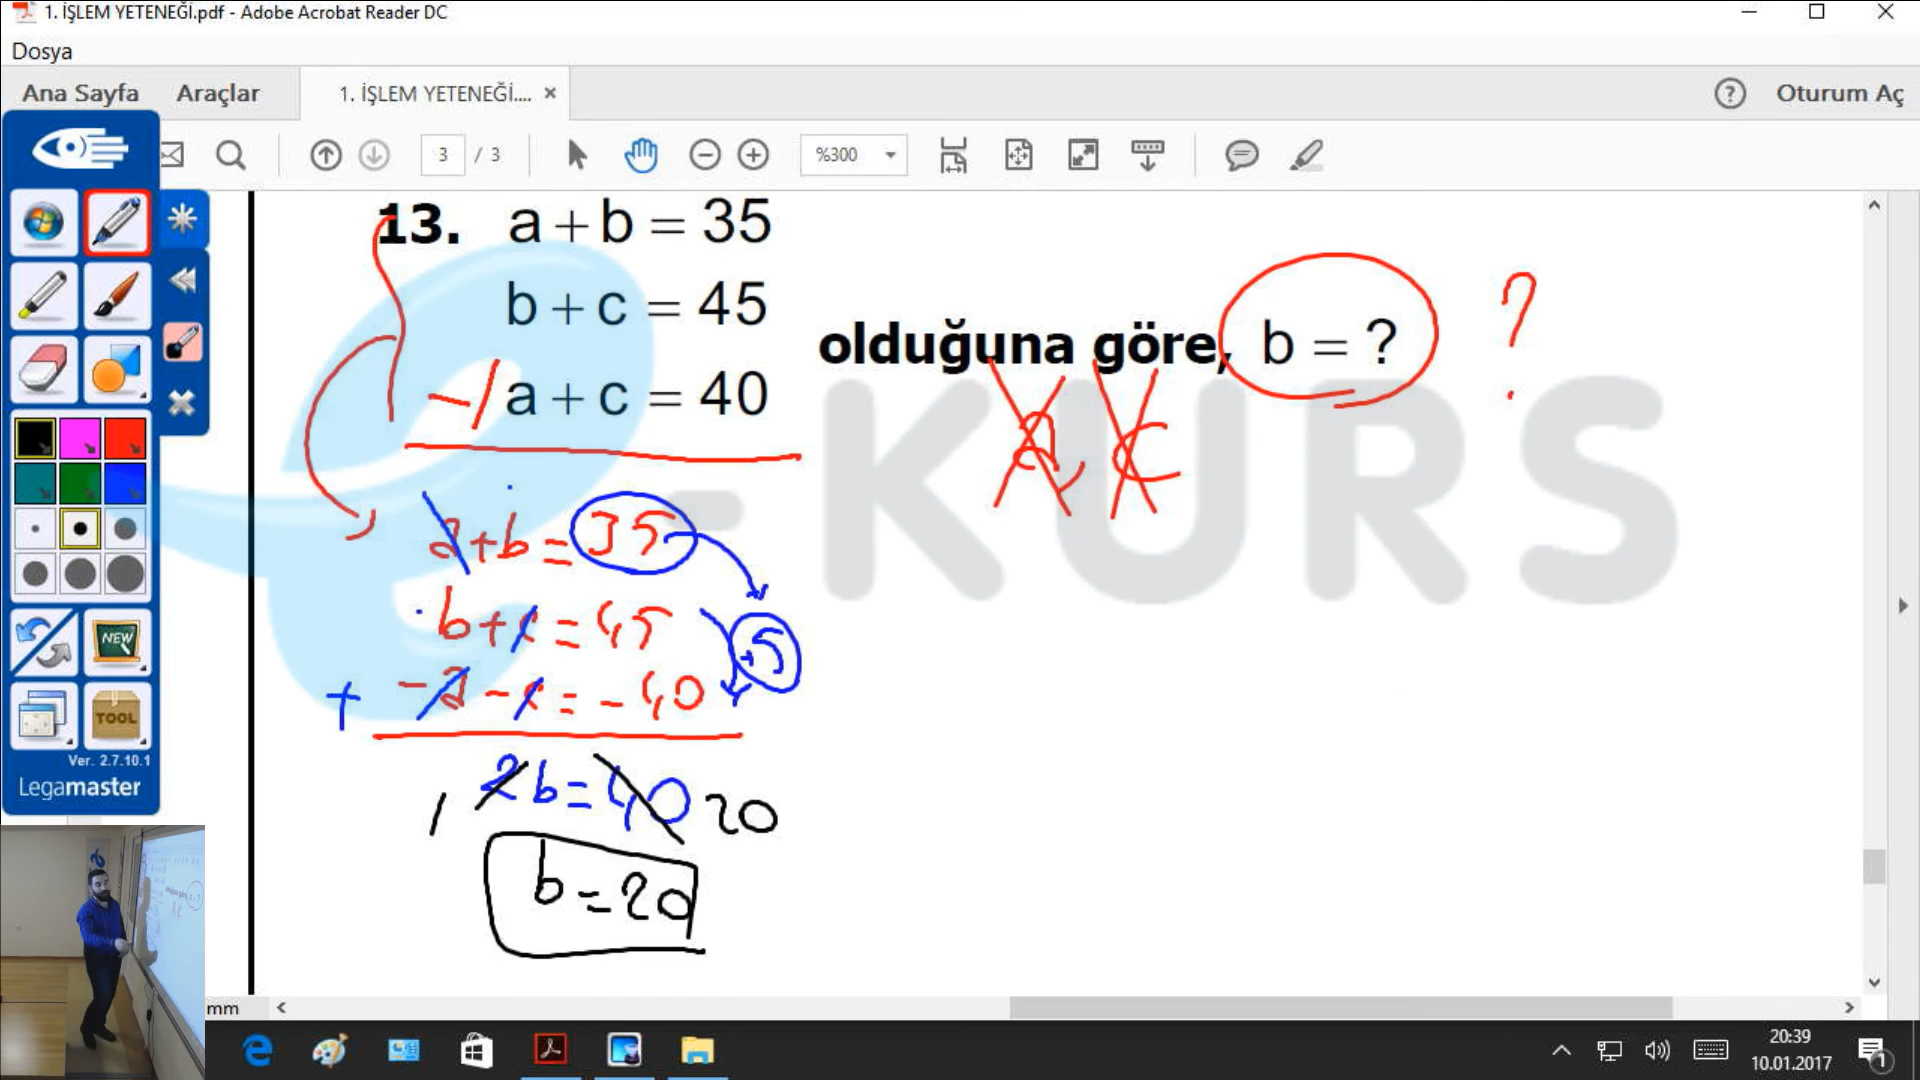 1. İŞLEM YETENEĞİ.pdf - Adobe Acrobat Reader DC
Dosya
Ana Sayfa
Araçlar
1. İŞLEM YETENEĞİ....
Oturum Aç
3 / 3
%300
13. a + b = 35
b + c = 45
-/ a + c = 40
olduğuna göre, b = ?
?
a, c
a + b = 35
b + c = 45
+5
+ - a - c = - 40
1 2b = 40 20
b = 20
e-KURS
NEW
TOOL
Ver. 2.7.10.1
Legamaster
mm
20:39
10.01.2017
1